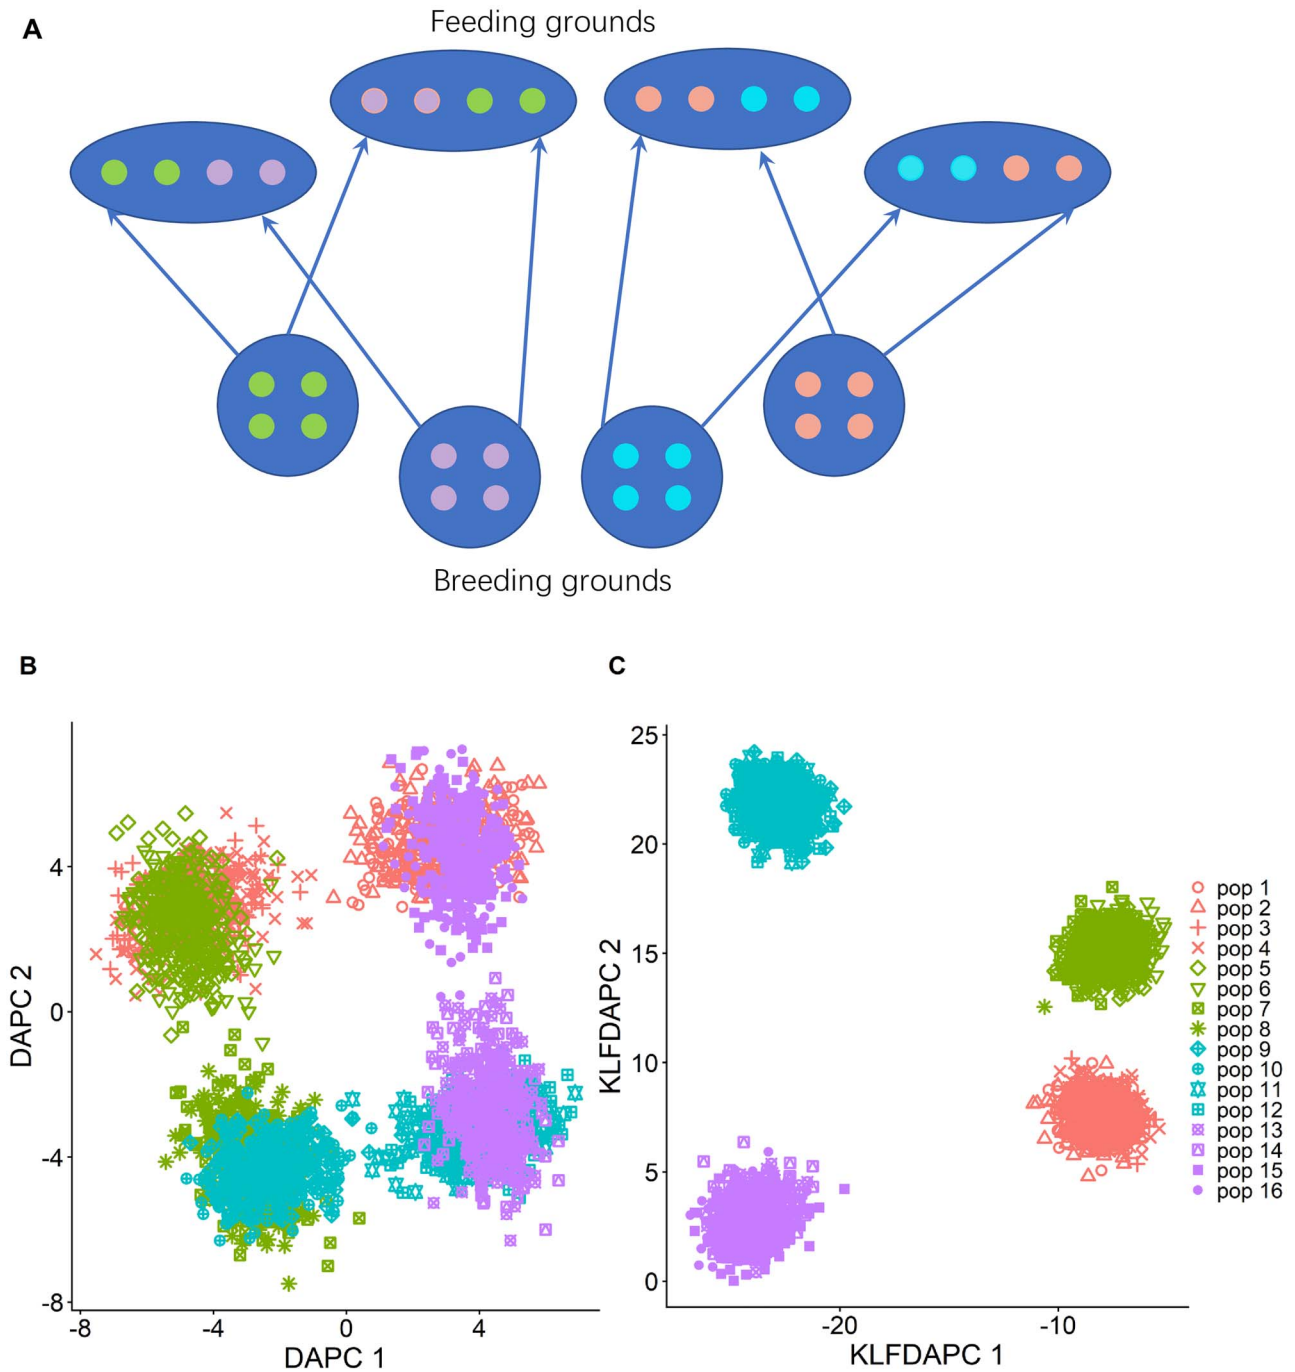 A
Feeding grounds
Breeding grounds
B
C
DAPC 2
4
0
-4
-8
-8
-4
0
4
DAPC 1
KLFDAPC 2
25
20
15
10
5
0
-20
-10
KLFDAPC 1
pop 1
pop 2
pop 3
pop 4
pop 5
pop 6
pop 7
pop 8
pop 9
pop 10
pop 11
pop 12
pop 13
pop 14
pop 15
pop 16